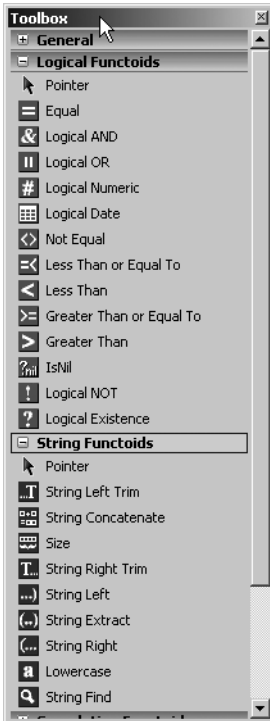 Toolbox
General
Logical Functoids
Pointer
Equal
Logical AND
Logical OR
Logical Numeric
Logical Date
Not Equal
Less Than or Equal To
Less Than
Greater Than or Equal To
Greater Than
IsNil
Logical NOT
Logical Existence
String Functoids
Pointer
String Left Trim
String Concatenate
Size
String Right Trim
String Left
String Extract
String Right
Lowercase
String Find